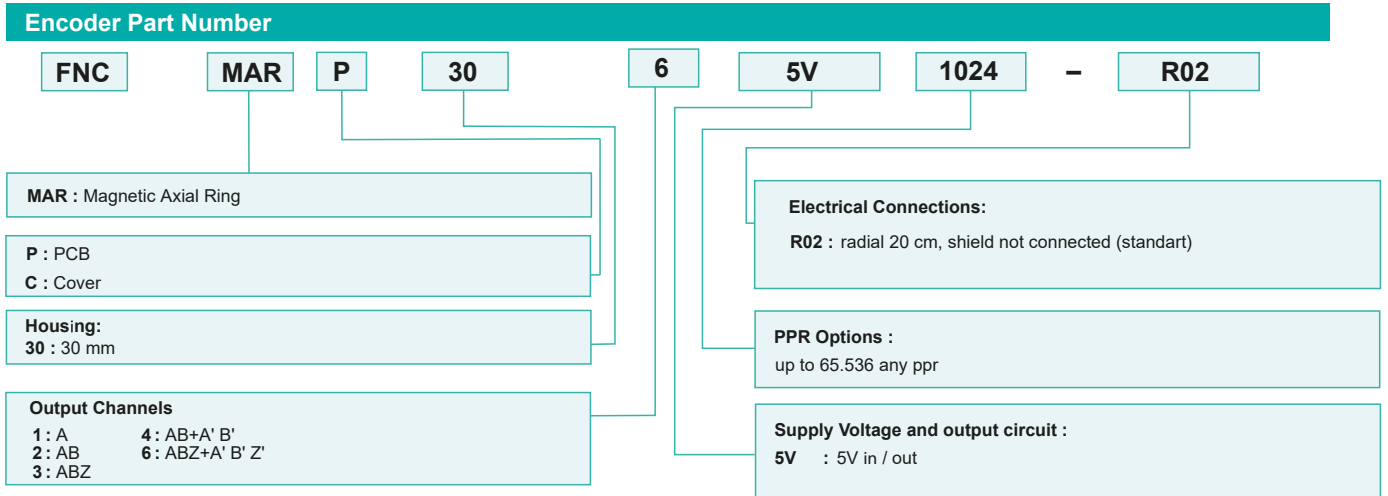 Encoder Part Number
FNC MAR P 30 6 5V 1024 – R02
MAR : Magnetic Axial Ring
P : PCB
C : Cover
Housing:
30 : 30 mm
Output Channels
1 : A 4 : AB+A' B'
2 : AB 6 : ABZ+A' B' Z'
3 : ABZ
Electrical Connections:
R02 : radial 20 cm, shield not connected (standart)
PPR Options :
up to 65.536 any ppr
Supply Voltage and output circuit :
5V : 5V in / out